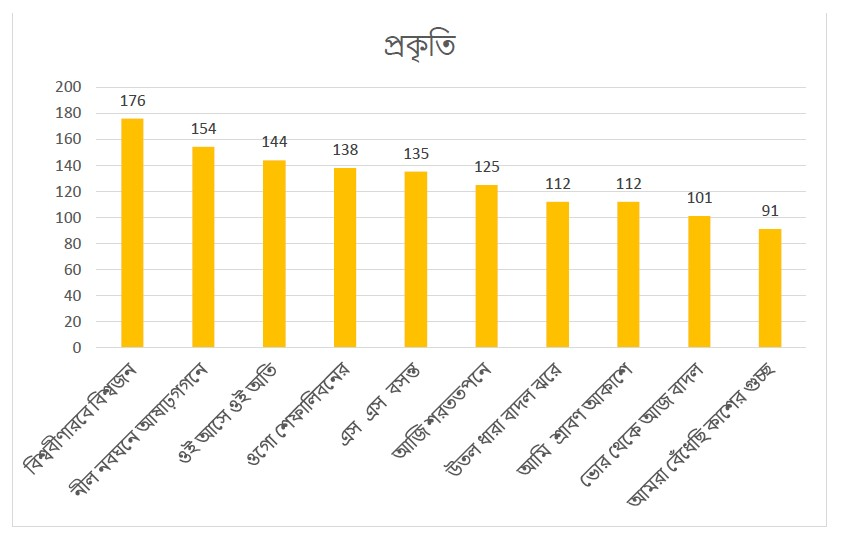 প্রকৃতি
200
180
160
140
120
100
80
60
40
20
0
176
154
144
138
135
125
112
112
101
91
বিশ্ববীণারবে বিশ্বজন
নীল নবঘনে আষাঢ়গগনে
ওই আসে ওই অতি
ওগো শেফালিবনের
এস এস বসন্ত
আজি শরততপনে
উতল ধারা বাদল ঝরে
আমি শ্রাবণ আকাশে
ভোর থেকে আজ বাদল
আমরা বেঁধেছি কাশের গুচ্ছ